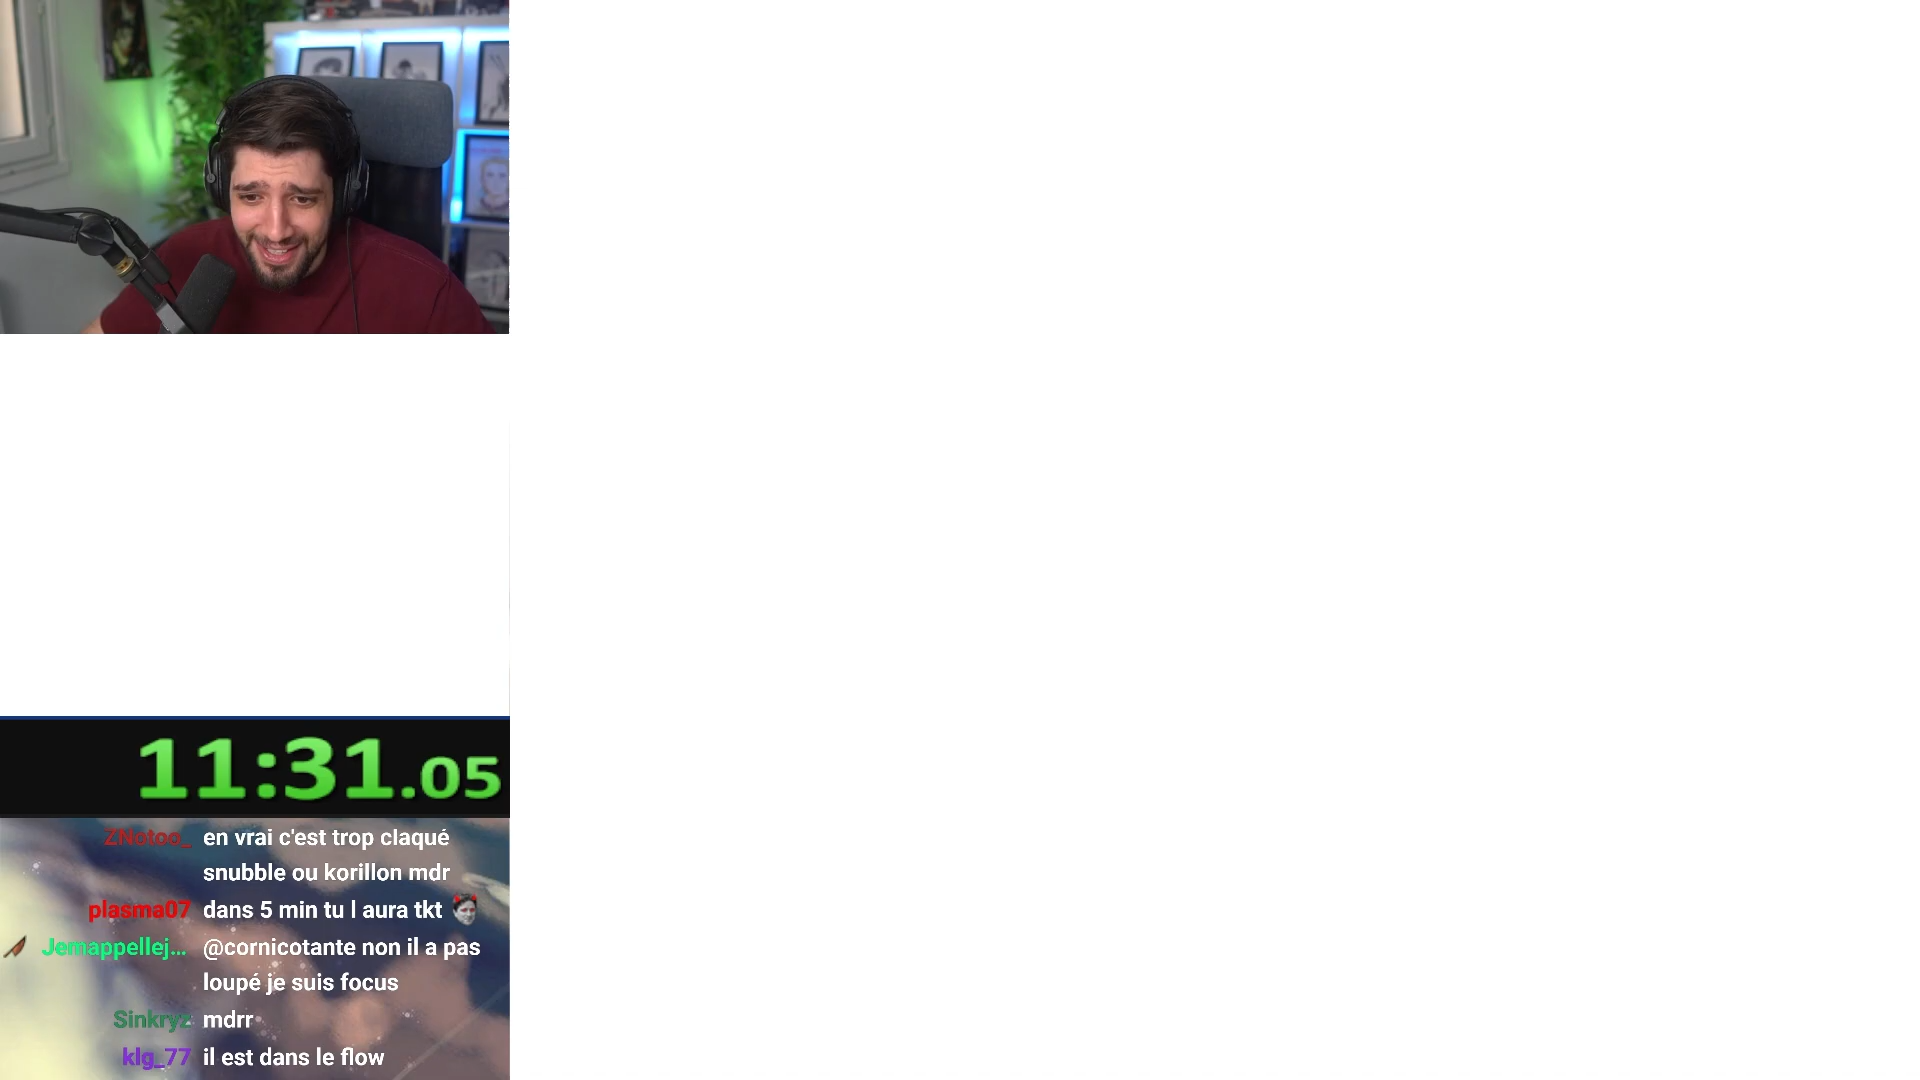 11:31.05
ZNotoo_ en vrai c'est trop claqué
snubble ou korillon mdr
plasma07 dans 5 min tu l aura tkt
Jemappellej... @cornicotante non il a pas
loupé je suis focus
Sinkryz mdrr
klg_77 il est dans le flow